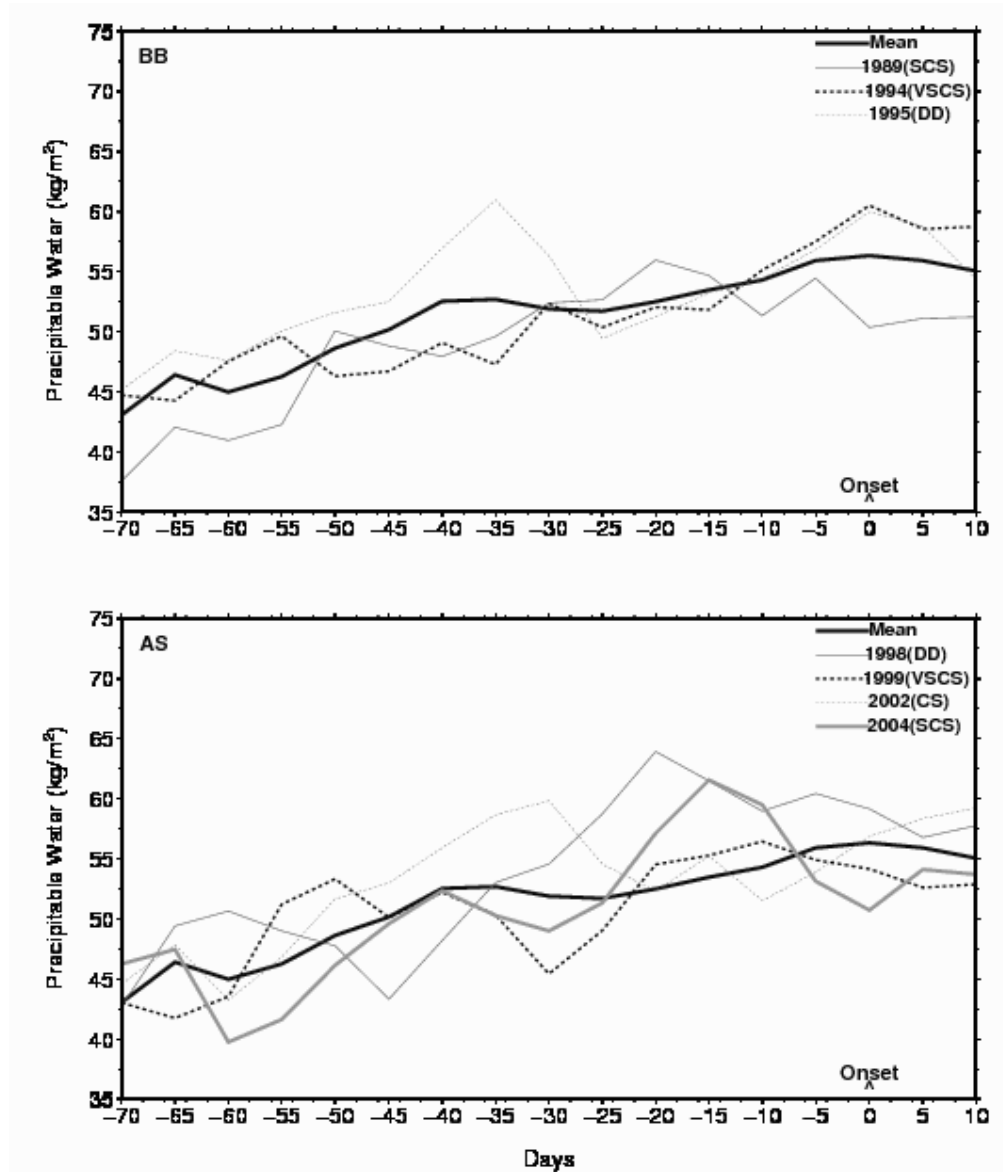 BB
Mean
1989(SCS)
1994(VSCS)
1995(DD)
Precipitable Water (kg/m²)
75
70
65
60
55
50
45
40
35
Onset
^
−70 −65 −60 −55 −50 −45 −40 −35 −30 −25 −20 −15 −10 −5 0 5 10
AS
Mean
1998(DD)
1999(VSCS)
2002(CS)
2004(SCS)
Precipitable Water (kg/m²)
75
70
65
60
55
50
45
40
35
Onset
^
−70 −65 −60 −55 −50 −45 −40 −35 −30 −25 −20 −15 −10 −5 0 5 10
Days